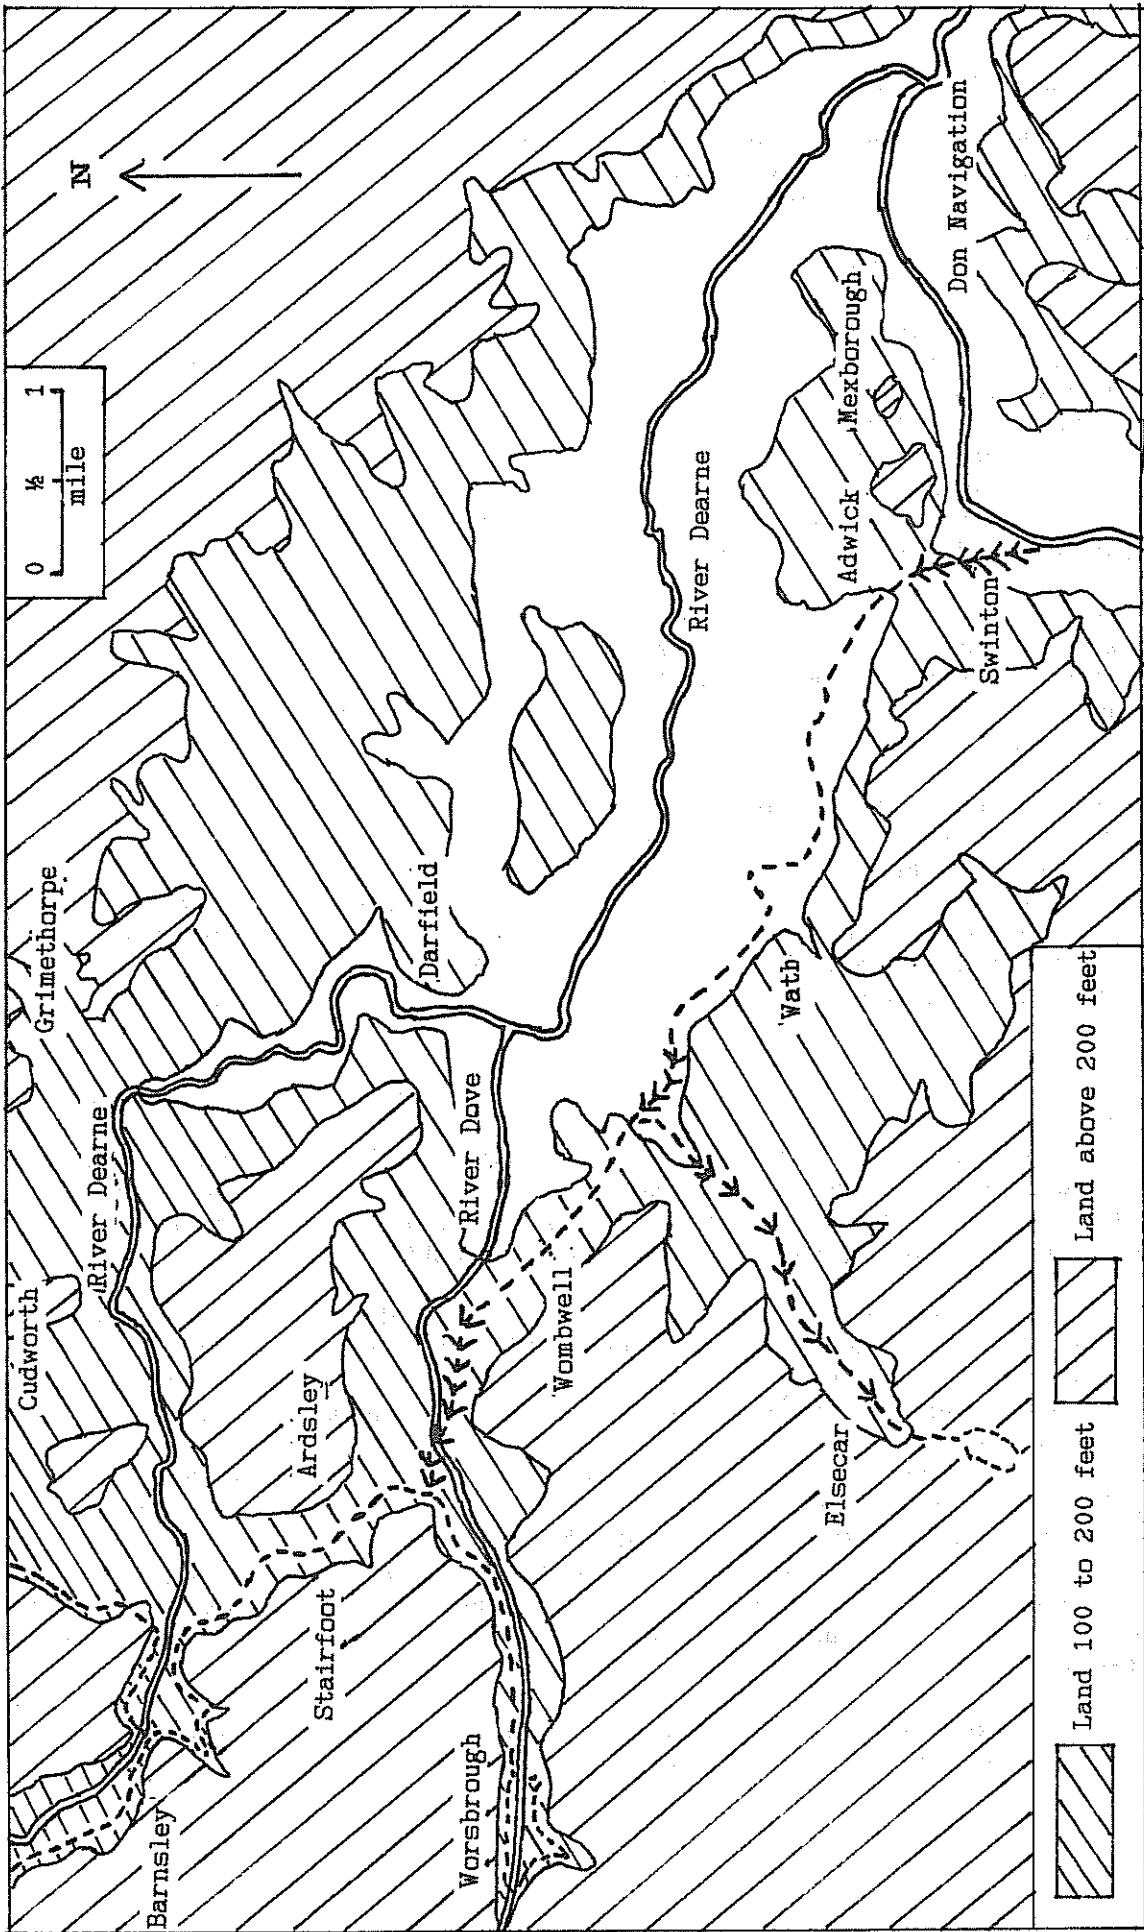 Grimethorpe
Cudworth
River Dearne
N
0 ½ 1
mile
Barnsley
Ardsley
Darfield
Stairfoot
River Dove
Worsbrough
Wombwell
River Dearne
Wath
Adwick
Mexborough
Elsecar
Swinton
Don Navigation
Land 100 to 200 feet
Land above 200 feet